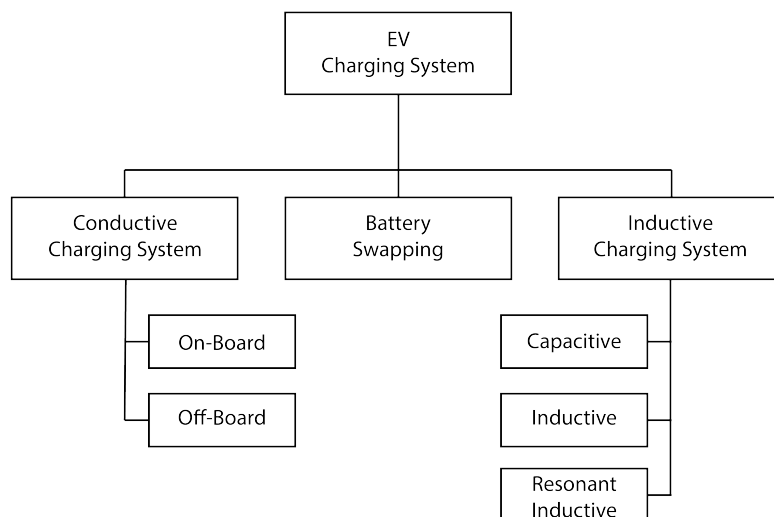 EV
Charging System
Conductive
Charging System
Battery
Swapping
Inductive
Charging System
On-Board
Off-Board
Capacitive
Inductive
Resonant
Inductive